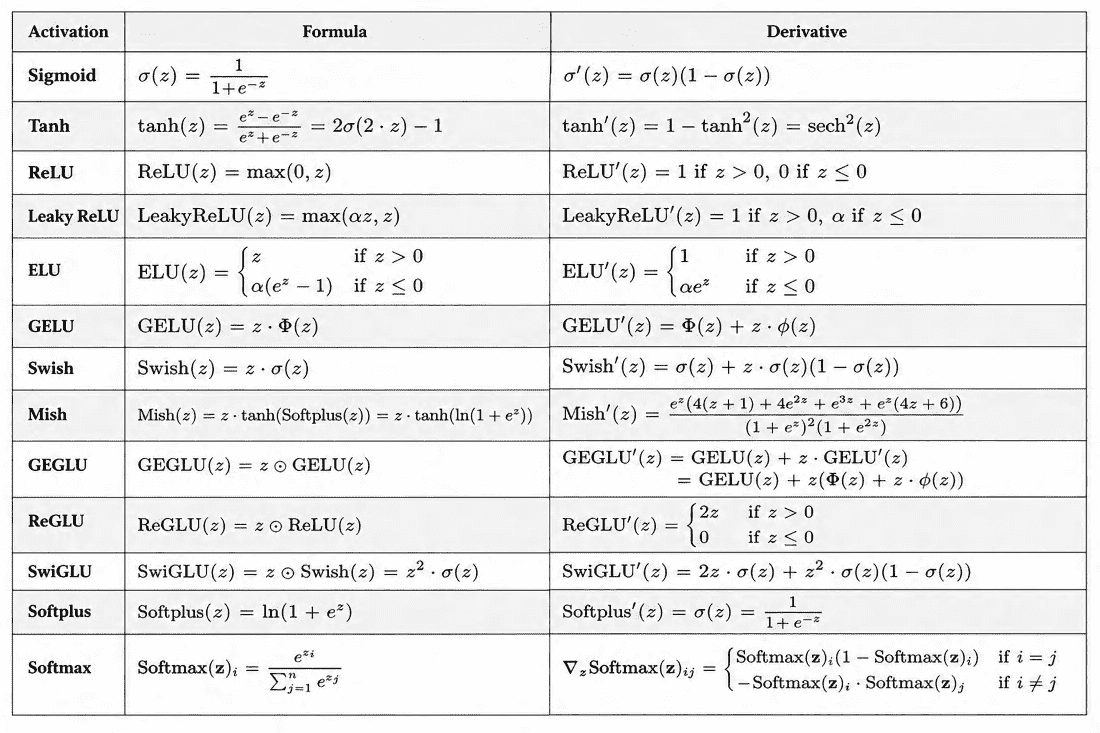 Activation Formula Derivative
Sigmoid σ(z) = 1/(1+e^{−z}) σ′(z) = σ(z)(1 − σ(z))
Tanh tanh(z) = (e^z − e^{−z})/(e^z + e^{−z}) = 2σ(2 · z) − 1 tanh′(z) = 1 − tanh²(z) = sech²(z)
ReLU ReLU(z) = max(0, z) ReLU′(z) = 1 if z > 0, 0 if z ≤ 0
Leaky ReLU LeakyReLU(z) = max(αz, z) LeakyReLU′(z) = 1 if z > 0, α if z ≤ 0
ELU ELU(z) = { z if z > 0 ELU′(z) = { 1 if z > 0
α(e^z − 1) if z ≤ 0 αe^z if z ≤ 0
GELU GELU(z) = z · Φ(z) GELU′(z) = Φ(z) + z · ϕ(z)
Swish Swish(z) = z · σ(z) Swish′(z) = σ(z) + z · σ(z)(1 − σ(z))
Mish Mish(z) = z · tanh(Softplus(z)) = z · tanh(ln(1 + e^z)) Mish′(z) = e^z(4(z + 1) + 4e^{2z} + e^{3z} + e^z(4z + 6))/((1 + e^z)²(1 + e^{2z}))
GEGLU GEGLU(z) = z ⊙ GELU(z) GEGLU′(z) = GELU(z) + z · GELU′(z)
= GELU(z) + z(Φ(z) + z · ϕ(z))
ReGLU ReGLU(z) = z ⊙ ReLU(z) ReGLU′(z) = { 2z if z > 0
0 if z ≤ 0
SwiGLU SwiGLU(z) = z ⊙ Swish(z) = z² · σ(z) SwiGLU′(z) = 2z · σ(z) + z² · σ(z)(1 − σ(z))
Softplus Softplus(z) = ln(1 + e^z) Softplus′(z) = σ(z) = 1/(1+e^{−z})
Softmax Softmax(𝐳)_i = e^{z_i}/∑_{j=1}^n e^{z_j} ∇_z Softmax(𝐳)_{ij} = { Softmax(𝐳)_i(1 − Softmax(𝐳)_i) if i = j
−Softmax(𝐳)_i · Softmax(𝐳)_j if i ≠ j